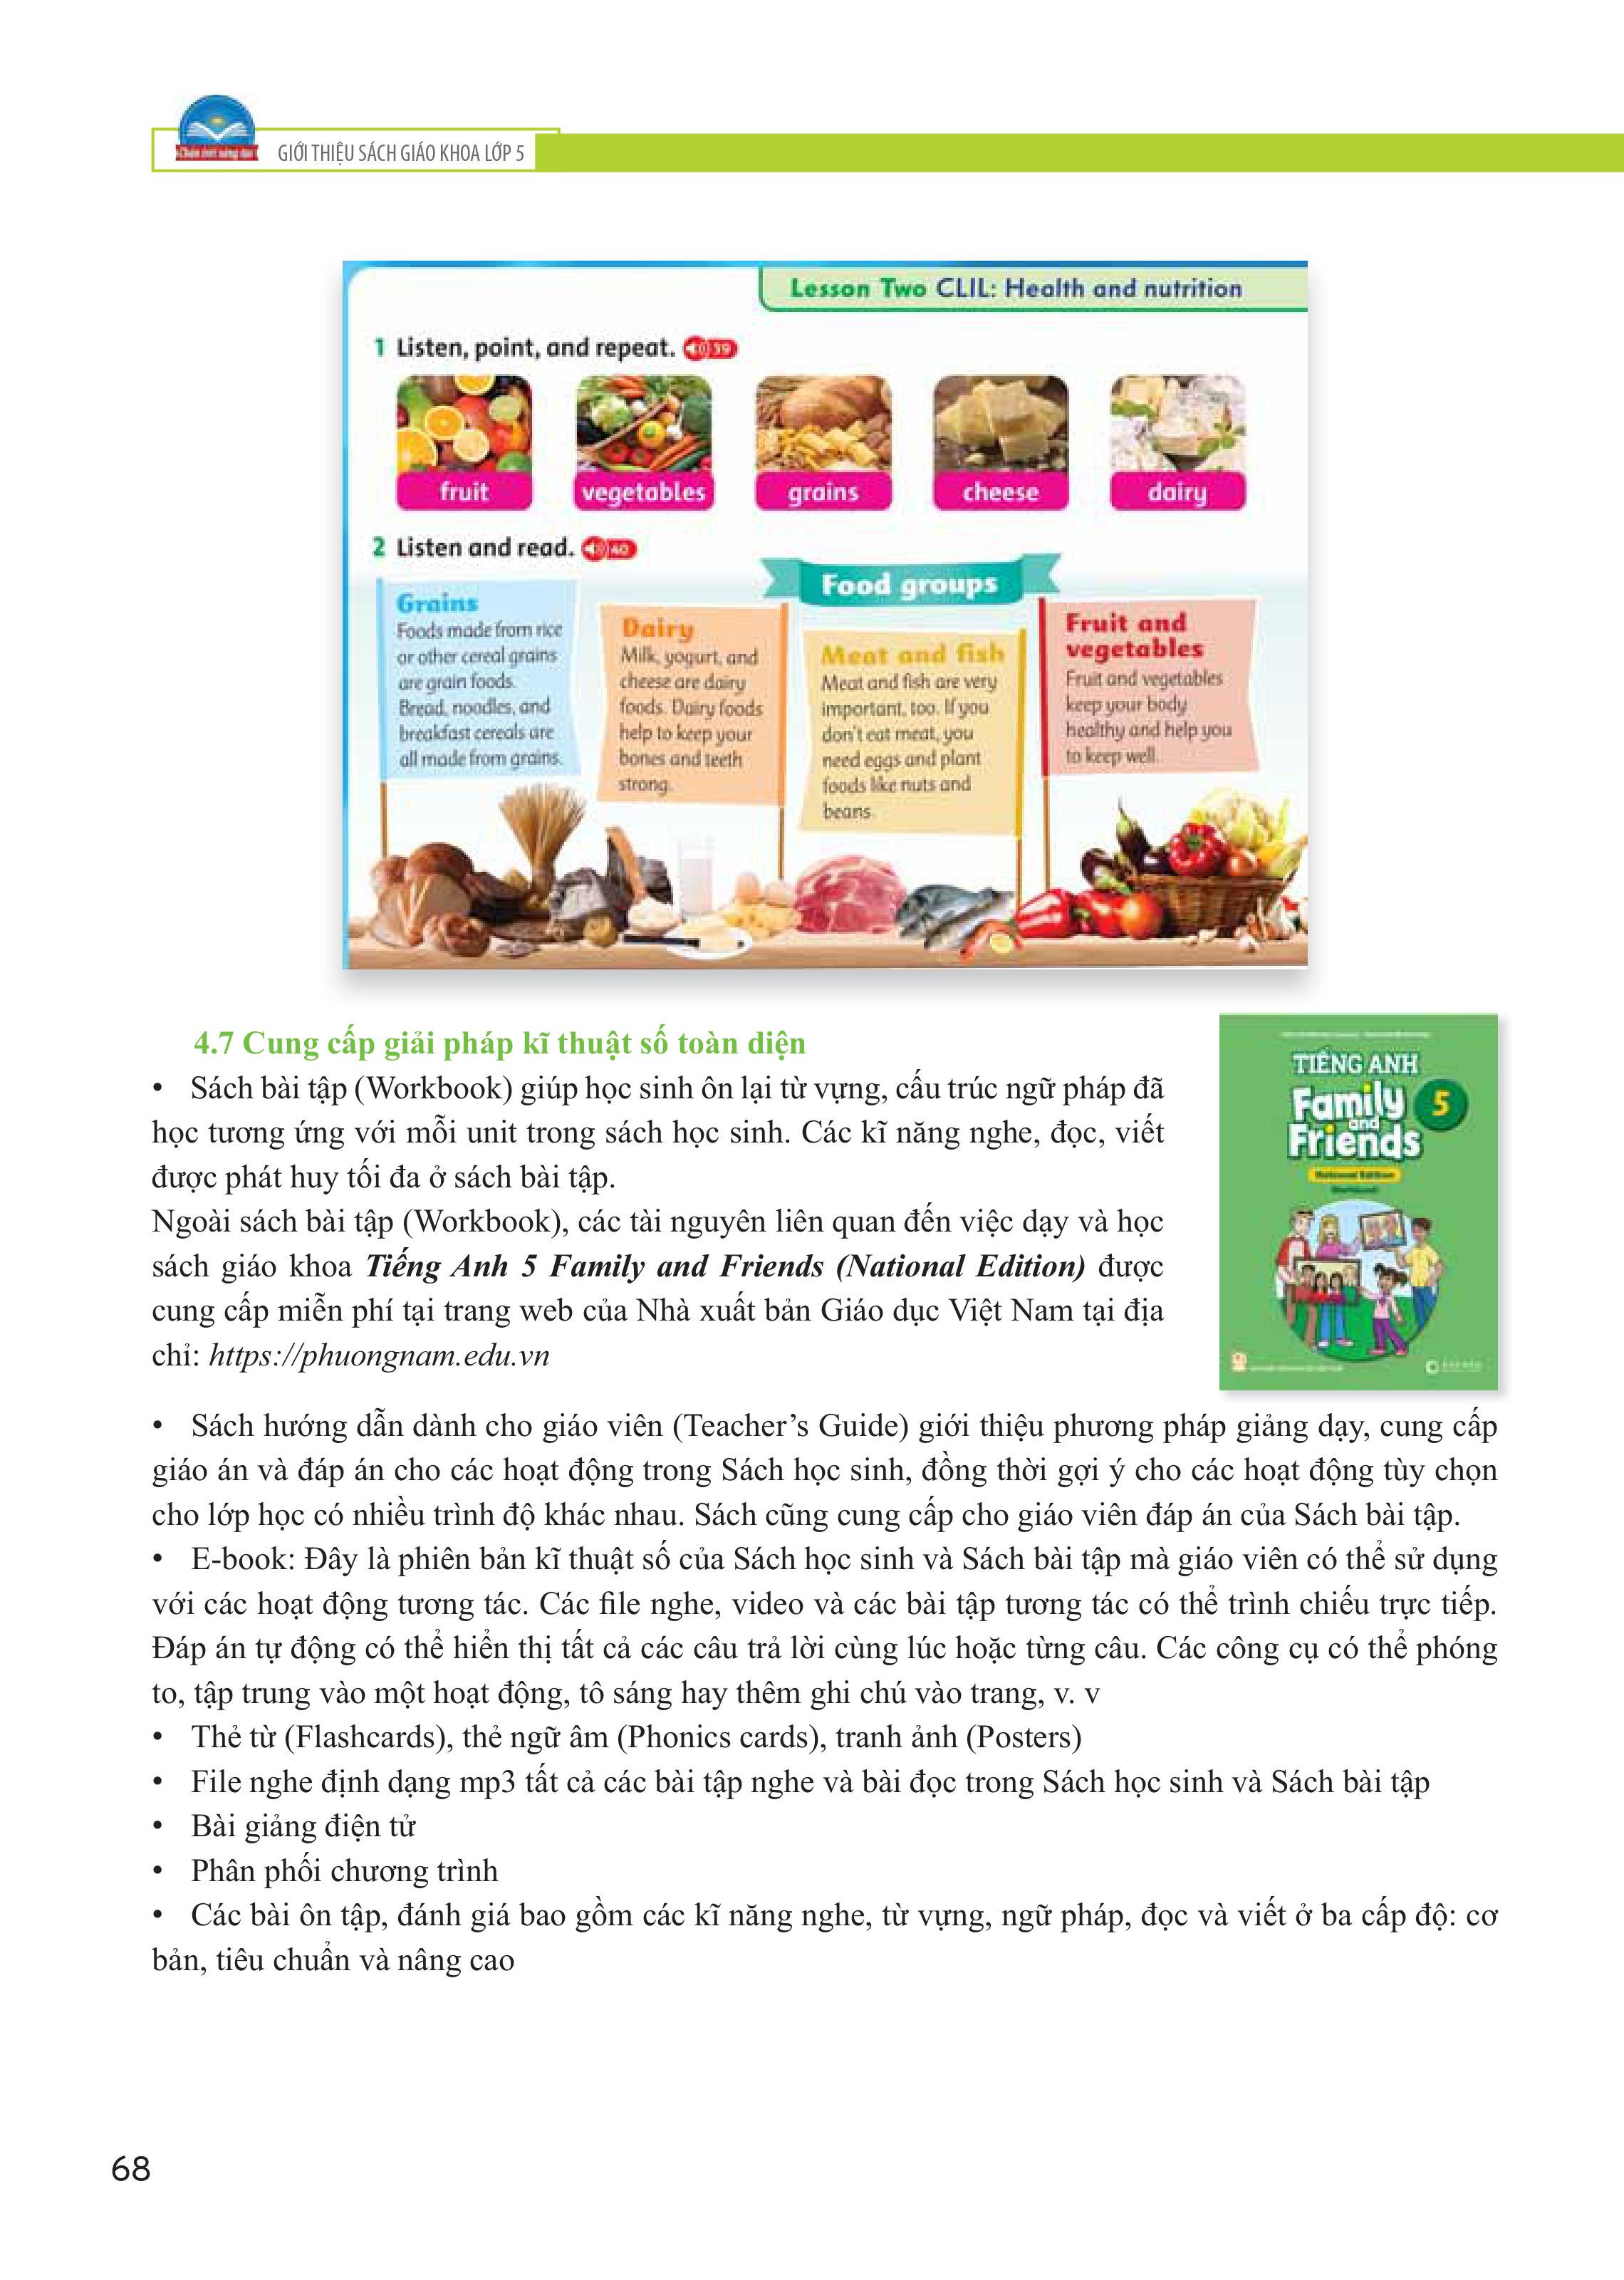 GIỚI THIỆU SÁCH GIÁO KHOA LỚP 5
Lesson Two CLIL: Health and nutrition
1 Listen, point, and repeat. 39
fruit
vegetables
grains
cheese
dairy
2 Listen and read. 40
Food groups
Grains
Foods made from rice
or other cereal grains
are grain foods.
Bread, noodles, and
breakfast cereals are
all made from grains.
Dairy
Milk, yogurt, and
cheese are dairy
foods. Dairy foods
help to keep your
bones and teeth
strong.
Meat and fish
Meat and fish are very
important, too. If you
don't eat meat, you
need eggs and plant
foods like nuts and
beans.
Fruit and
vegetables
Fruit and vegetables
keep your body
healthy and help you
to keep well.
4.7 Cung cấp giải pháp kĩ thuật số toàn diện
• Sách bài tập (Workbook) giúp học sinh ôn lại từ vựng, cấu trúc ngữ pháp đã
học tương ứng với mỗi unit trong sách học sinh. Các kĩ năng nghe, đọc, viết
được phát huy tối đa ở sách bài tập.
Ngoài sách bài tập (Workbook), các tài nguyên liên quan đến việc dạy và học
sách giáo khoa Tiếng Anh 5 Family and Friends (National Edition) được
cung cấp miễn phí tại trang web của Nhà xuất bản Giáo dục Việt Nam tại địa
chỉ: https://phuongnam.edu.vn
TIẾNG ANH
Family
and
Friends
5
National Edition
• Sách hướng dẫn dành cho giáo viên (Teacher’s Guide) giới thiệu phương pháp giảng dạy, cung cấp
giáo án và đáp án cho các hoạt động trong Sách học sinh, đồng thời gợi ý cho các hoạt động tùy chọn
cho lớp học có nhiều trình độ khác nhau. Sách cũng cung cấp cho giáo viên đáp án của Sách bài tập.
• E-book: Đây là phiên bản kĩ thuật số của Sách học sinh và Sách bài tập mà giáo viên có thể sử dụng
với các hoạt động tương tác. Các file nghe, video và các bài tập tương tác có thể trình chiếu trực tiếp.
Đáp án tự động có thể hiển thị tất cả các câu trả lời cùng lúc hoặc từng câu. Các công cụ có thể phóng
to, tập trung vào một hoạt động, tô sáng hay thêm ghi chú vào trang, v. v
• Thẻ từ (Flashcards), thẻ ngữ âm (Phonics cards), tranh ảnh (Posters)
• File nghe định dạng mp3 tất cả các bài tập nghe và bài đọc trong Sách học sinh và Sách bài tập
• Bài giảng điện tử
• Phân phối chương trình
• Các bài ôn tập, đánh giá bao gồm các kĩ năng nghe, từ vựng, ngữ pháp, đọc và viết ở ba cấp độ: cơ
bản, tiêu chuẩn và nâng cao
68